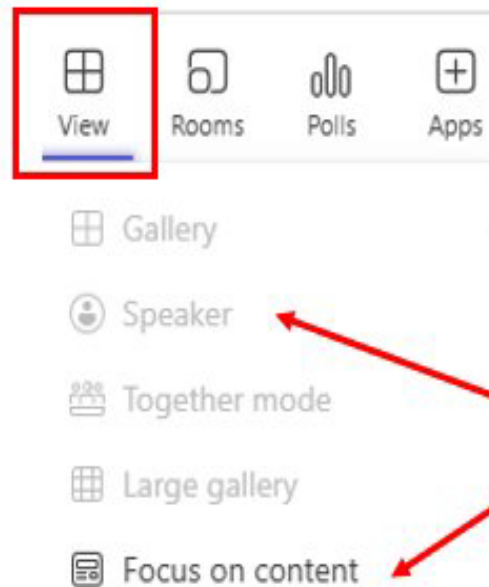 View Rooms Polls Apps
Gallery
Speaker
Together mode
Large gallery
Focus on content